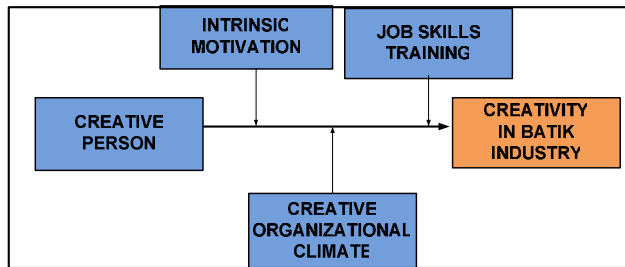 INTRINSIC
MOTIVATION
JOB SKILLS
TRAINING
CREATIVE
PERSON
CREATIVITY
IN BATIK
INDUSTRY
CREATIVE
ORGANIZATIONAL
CLIMATE